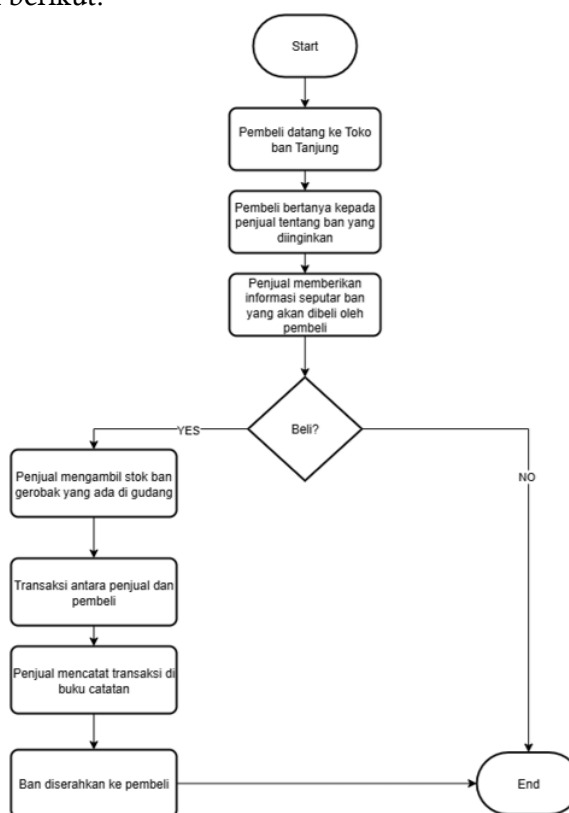 berikut:
Start
Pembeli datang ke Toko
ban Tanjung
Pembeli bertanya kepada
penjual tentang ban yang
diinginkan
Penjual memberikan
informasi seputar ban
yang akan dibeli oleh
pembeli
Beli?
YES
NO
Penjual mengambil stok ban
gerobak yang ada di gudang
Transaksi antara penjual dan
pembeli
Penjual mencatat transaksi di
buku catatan
Ban diserahkan ke pembeli
End